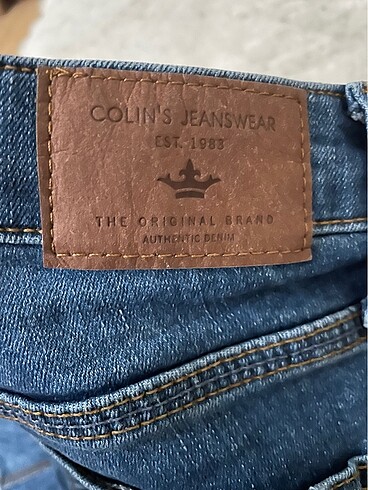 COLIN'S JEANSWEAR
EST. 1983
THE ORIGINAL BRAND
AUTHENTIC DENIM